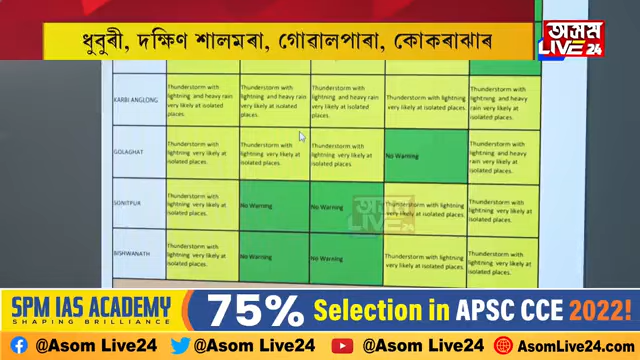 ধুবুৰী, দক্ষিণ শালমৰা, গোৱালপাৰা, কোকৰাঝাৰ
অসম
LIVE24
KARBI ANGLONG
Thunderstorm with lightning and heavy rain very likely at isolated places.
Thunderstorm with lightning and heavy rain very likely at isolated places.
Thunderstorm with lightning and heavy rain very likely at isolated places.
Thunderstorm with lightning very likely at isolated places.
Thunderstorm with lightning and heavy rain very likely at isolated places.
GOLAGHAT
Thunderstorm with lightning very likely at isolated places.
Thunderstorm with lightning very likely at isolated places.
Thunderstorm with lightning very likely at isolated places.
No Warning
Thunderstorm with lightning and heavy rain very likely at isolated places.
SONITPUR
Thunderstorm with lightning very likely at isolated places.
No Warning
No Warning
Thunderstorm with lightning very likely at isolated places.
Thunderstorm with lightning very likely at isolated places.
অসম
LIVE24
BISHWANATH
Thunderstorm with lightning very likely at isolated places.
No Warning
No Warning
Thunderstorm with lightning very likely at isolated places.
Thunderstorm with lightning very likely at isolated places.
SPM IAS ACADEMY
SHAPING BRILLIANCE
75% Selection in APSC CCE 2022!
@Asom Live24 @AsomLive24 @Asomlive24 AsomLive24.com